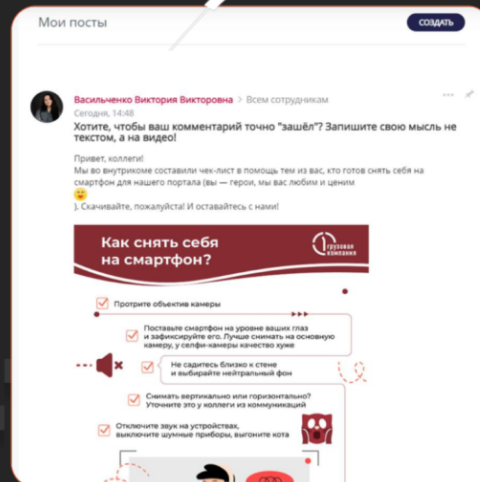 Мои посты
СОЗДАТЬ
Васильченко Виктория Викторовна > Всем сотрудникам
Сегодня, 14:48
Хотите, чтобы ваш комментарий точно "зашёл"? Запишите свою мысль не
текстом, а на видео!
Привет, коллеги!
Мы во внутрикоме составили чек-лист в помощь тем из вас, кто готов снять себя на
смартфон для нашего портала (вы — герои, мы вас любим и ценим
). Скачивайте, пожалуйста! И оставайтесь с нами!
Как снять себя
на смартфон?
грузовая
компания
Протрите объектив камеры
Поставьте смартфон на уровне ваших глаз
и зафиксируйте его. Лучше снимать на основную
камеру, у селфи-камеры качество хуже
Не садитесь близко к стене
и выбирайте нейтральный фон
Снимать вертикально или горизонтально?
Уточните это у коллеги из коммуникаций
Отключите звук на устройствах,
выключите шумные приборы, выгоните кота